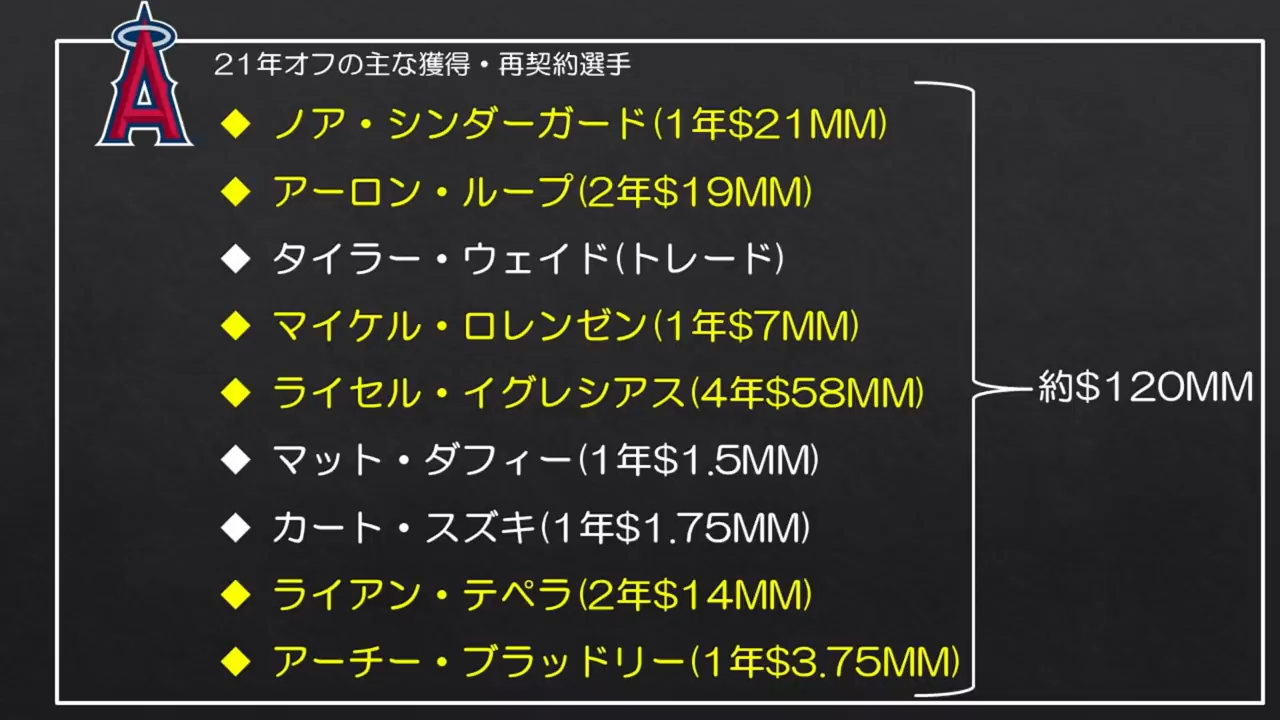 21年オフの主な獲得・再契約選手
◆ ノア・シンダーガード(1年$21MM)
◆ アーロン・ループ(2年$19MM)
◆ タイラー・ウェイド(トレード)
◆ マイケル・ロレンゼン(1年$7MM)
◆ ライセル・イグレシアス(4年$58MM)
約$120MM
◆ マット・ダフィー(1年$1.5MM)
◆ カート・スズキ(1年$1.75MM)
◆ ライアン・テペラ(2年$14MM)
◆ アーチー・ブラッドリー(1年$3.75MM)